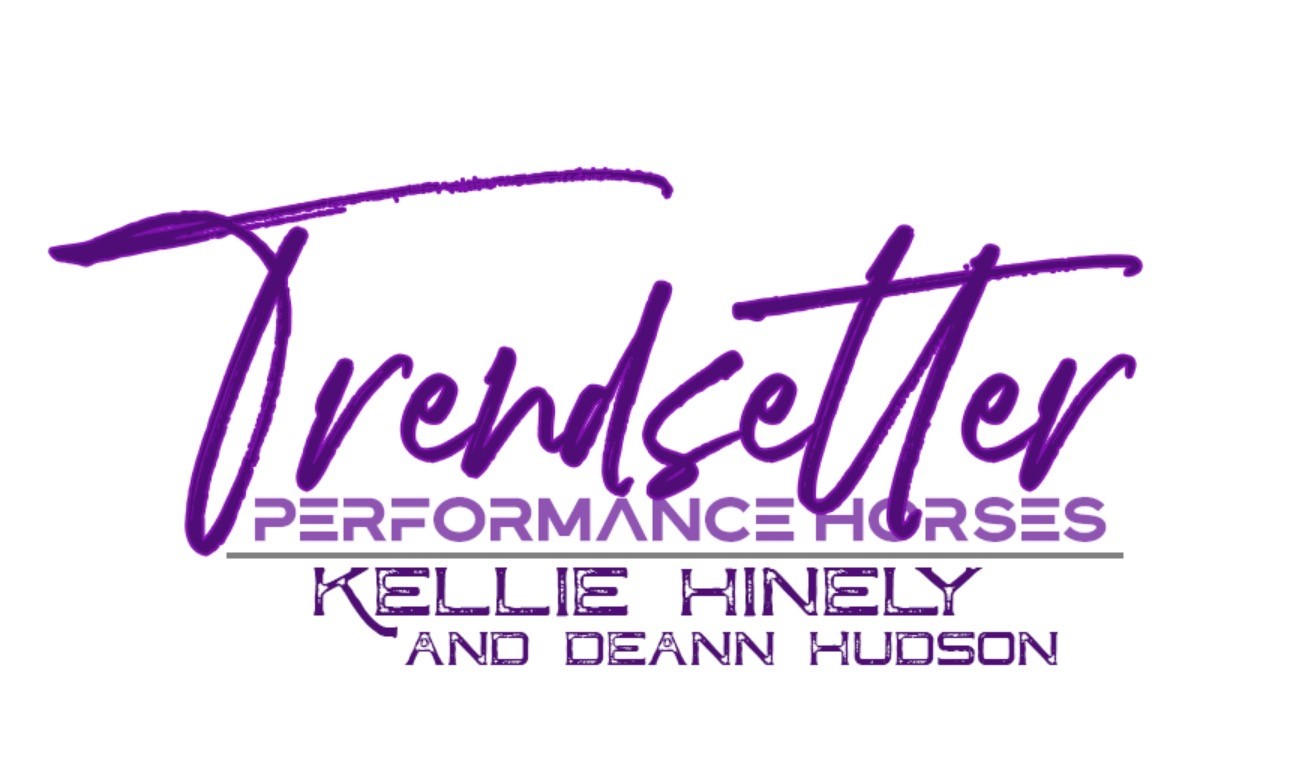 Trendsetter
PERFORMANCE HORSES
KELLIE HINELY
AND DEANN HUDSON